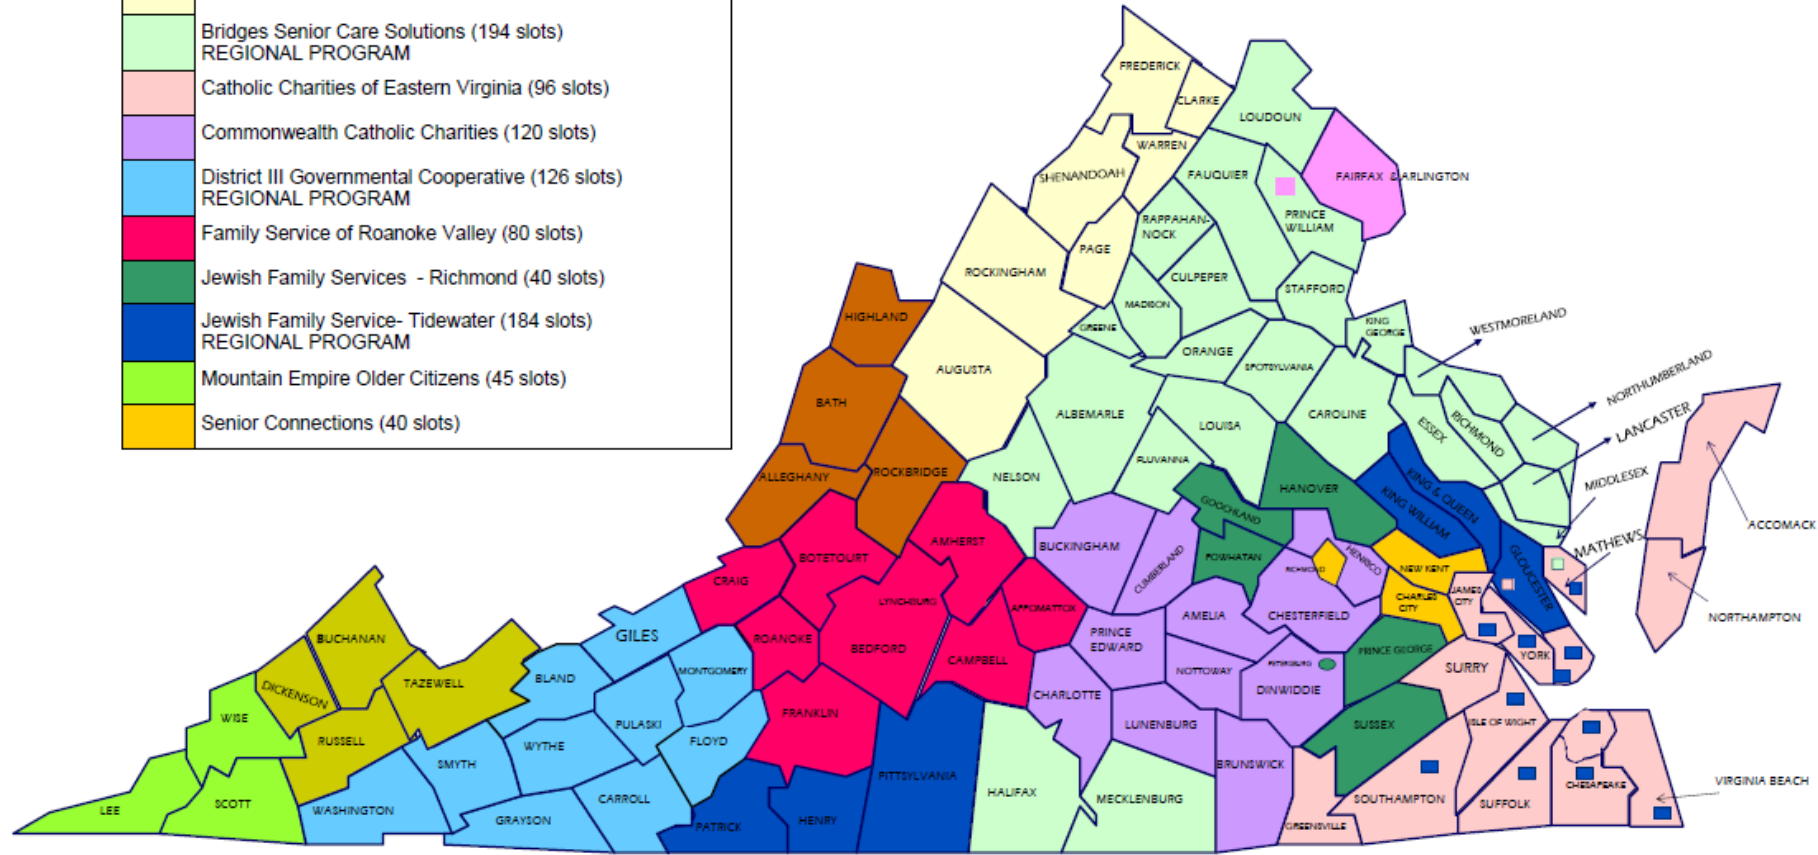 Bridges Senior Care Solutions (194 slots)
REGIONAL PROGRAM
Catholic Charities of Eastern Virginia (96 slots)
Commonwealth Catholic Charities (120 slots)
District III Governmental Cooperative (126 slots)
REGIONAL PROGRAM
Family Service of Roanoke Valley (80 slots)
Jewish Family Services - Richmond (40 slots)
Jewish Family Service- Tidewater (184 slots)
REGIONAL PROGRAM
Mountain Empire Older Citizens (45 slots)
Senior Connections (40 slots)
FREDERICK
CLARKE
LOUDOUN
WARREN
SHENANDOAH
FAUQUIER
FAIRFAX & ARLINGTON
RAPPAHAN-
NOCK
PRINCE
WILLIAM
PAGE
ROCKINGHAM
CULPEPER
STAFFORD
MADISON
HIGHLAND
GREENE
KING
GEORGE
WESTMORELAND
ORANGE
AUGUSTA
SPOTSYLVANIA
NORTHUMBERLAND
BATH
ALBEMARLE
LOUISA
CAROLINE
ESSEX
RICHMOND
LANCASTER
FLUVANNA
ROCKBRIDGE
ALLEGHANY
NELSON
HANOVER
KING & QUEEN
KING WILLIAM
MIDDLESEX
GOOCHLAND
ACCOMACK
AMHERST
BUCKINGHAM
MATHEWS
BOTETOURT
CUMBERLAND
POWHATAN
RICHMOND
HENRICO
NEW KENT
GLOUCESTER
CRAIG
LYNCHBURG
APPOMATTOX
CHARLES
CITY
JAMES
CITY
AMELIA
CHESTERFIELD
NORTHAMPTON
BUCHANAN
GILES
ROANOKE
BEDFORD
PRINCE
EDWARD
PRINCE GEORGE
YORK
CAMPBELL
MONTGOMERY
NOTTOWAY
PETERSBURG
SURRY
BLAND
TAZEWELL
DICKENSON
CHARLOTTE
DINWIDDIE
WISE
FRANKLIN
PULASKI
LUNENBURG
SUSSEX
ISLE OF WIGHT
RUSSELL
WYTHE
FLOYD
SMYTH
PITTSYLVANIA
BRUNSWICK
VIRGINIA BEACH
CHESAPEAKE
HALIFAX
MECKLENBURG
SOUTHAMPTON
SUFFOLK
LEE
SCOTT
WASHINGTON
CARROLL
GRAYSON
PATRICK
HENRY
GREENSVILLE